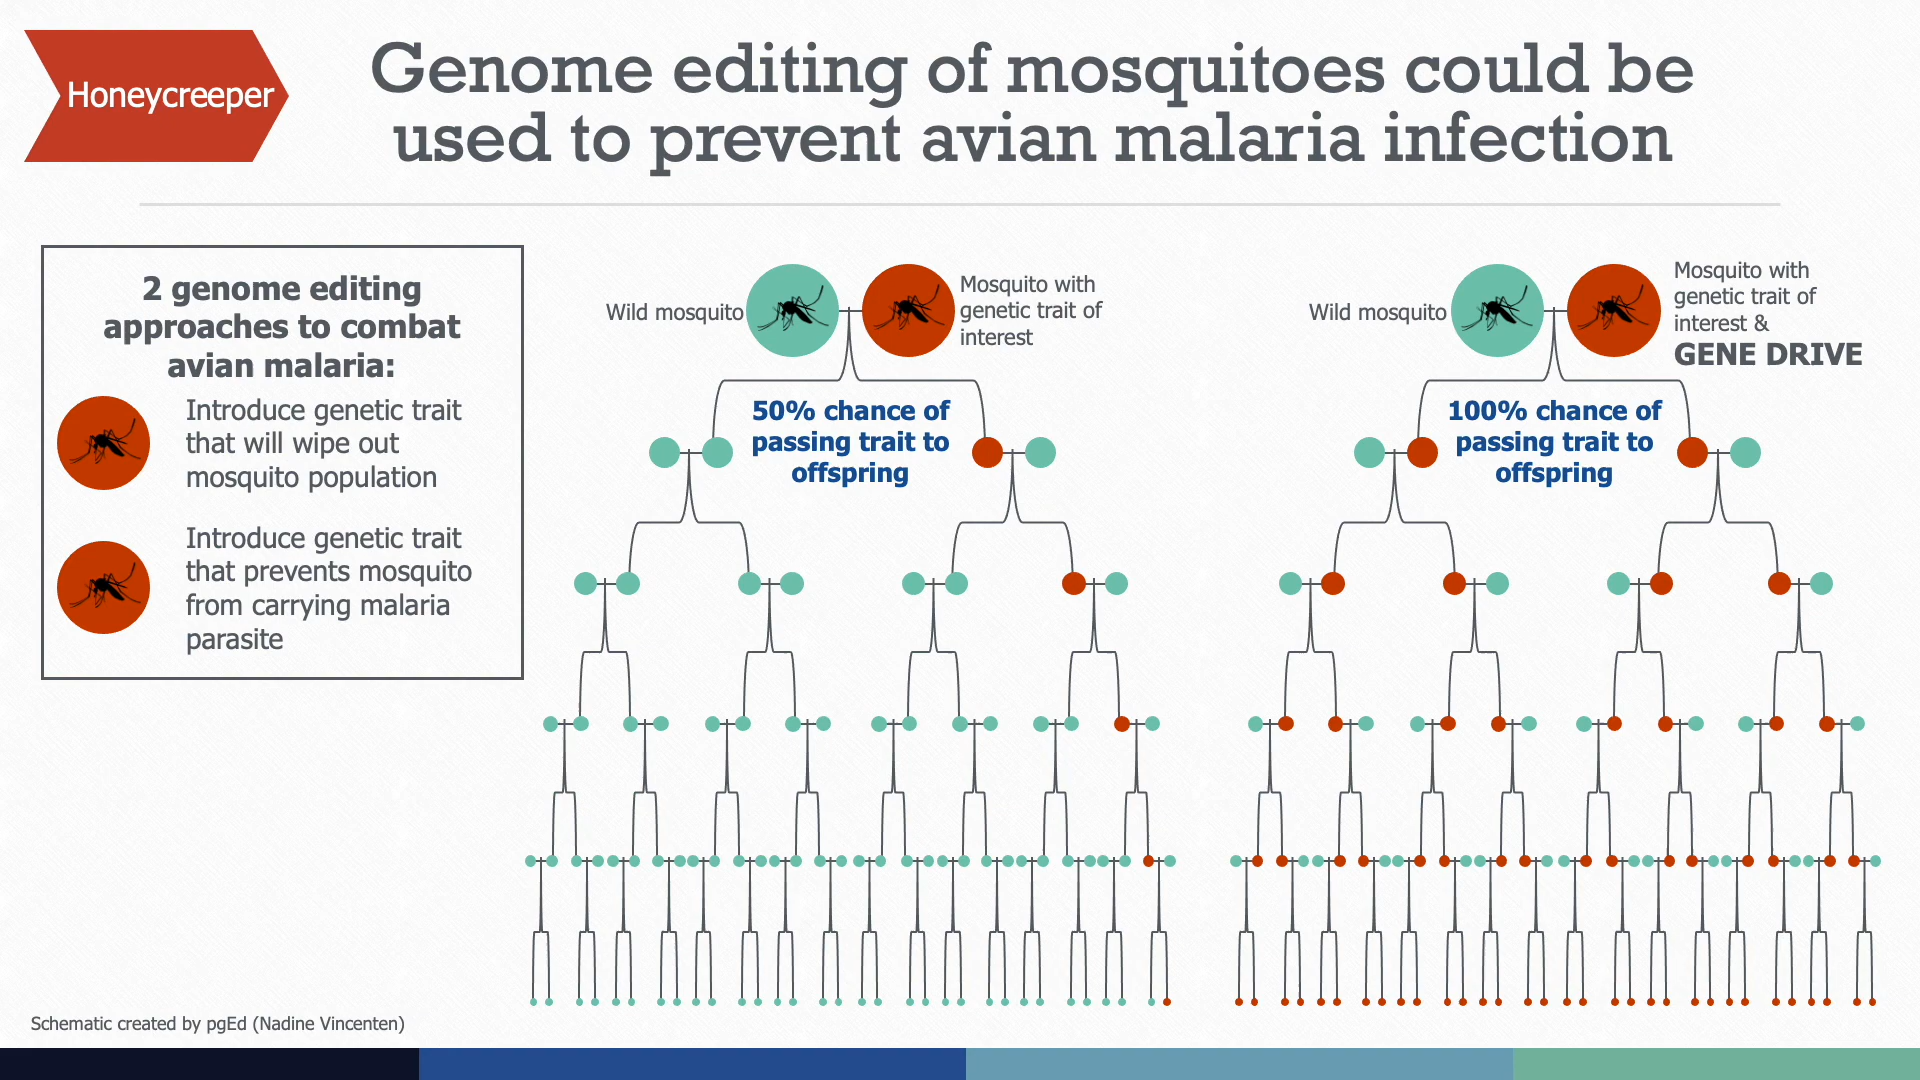 Honeycreeper
Genome editing of mosquitoes could be
used to prevent avian malaria infection
2 genome editing
approaches to combat
avian malaria:
Introduce genetic trait
that will wipe out
mosquito population
Introduce genetic trait
that prevents mosquito
from carrying malaria
parasite
Wild mosquito
Mosquito with
genetic trait of
interest
50% chance of
passing trait to
offspring
Wild mosquito
Mosquito with
genetic trait of
interest &
GENE DRIVE
100% chance of
passing trait to
offspring
Schematic created by pgEd (Nadine Vincenten)